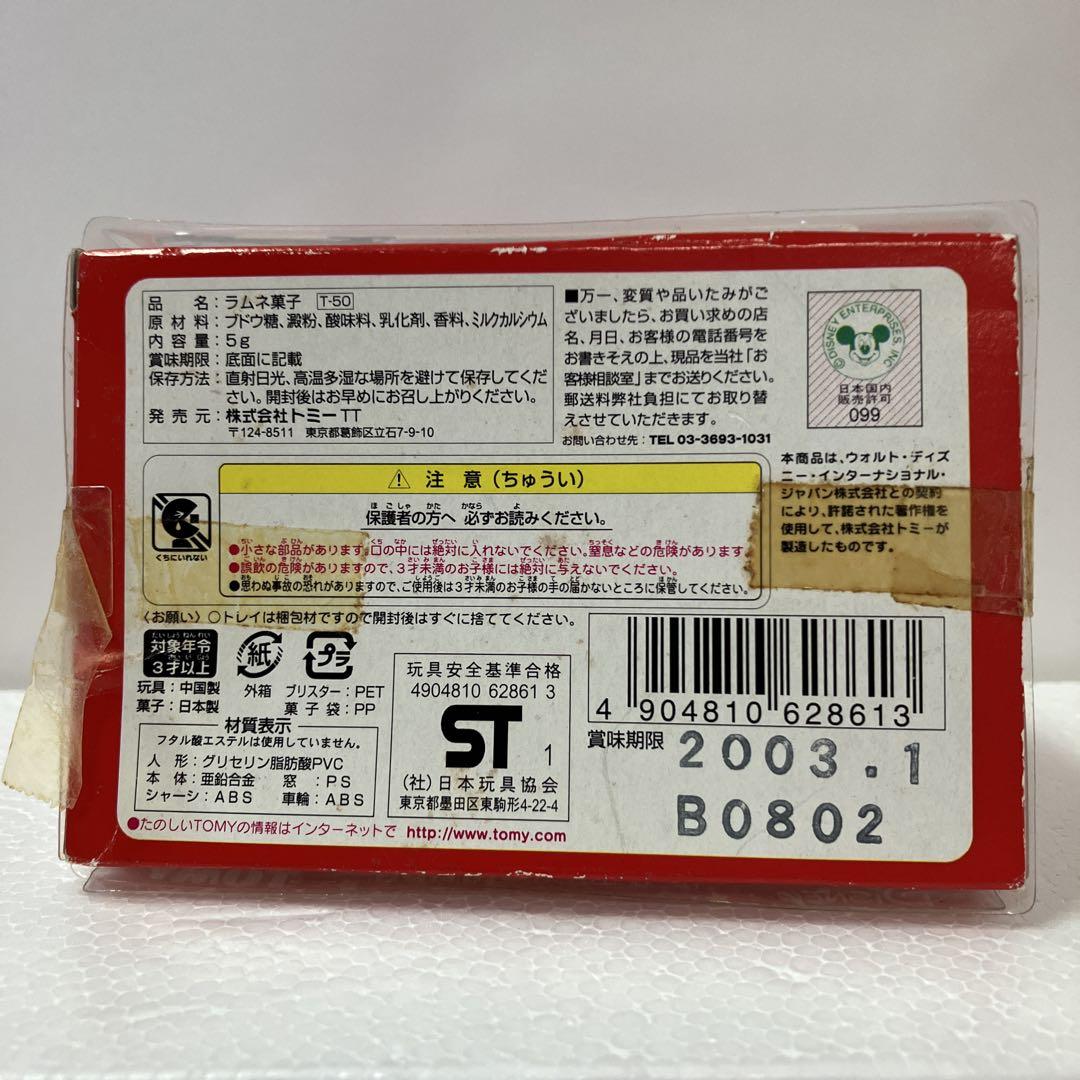 品 名：ラムネ菓子 T-50
原 材 料：ブドウ糖、澱粉、酸味料、乳化剤、香料、ミルクカルシウム
内 容 量：5g
賞味期限：底面に記載
保存方法：直射日光、高温多湿な場所を避けて保存してくだ
さい。開封後はお早めにお召し上がりください。
発 売 元：株式会社トミー TT
〒124-8511 東京都葛飾区立石7-9-10
■万一、変質や品いたみがご
ざいましたら、お買い求めの店
名、月日、お客様の電話番号を
お書きそえの上、現品を当社「お
客様相談室」までお送りください。
郵送料弊社負担にてお取り替
えさせていただきます。
お問い合わせ先：TEL 03-3693-1031
©DISNEY ENTERPRISES, INC
日本国内
販売許可
099
本商品は、ウォルト・ディズ
ニー・インターナショナル・
ジャパン株式会社との契約
により、許諾された著作権を
使用して、株式会社トミーが
製造したものです。
くちにいれない
⚠ 注 意（ちゅうい）
ほごしゃ かた かなら よ
保護者の方へ 必ずお読みください。
●小さな部品があります。口の中には絶対に入れないでください。窒息などの危険があります。
●誤飲の危険がありますので、3才未満のお子様には絶対に与えないでください。
●思わぬ事故の恐れがありますので、ご使用後は3才未満のお子様の手の届かないところに保管してください。
〈お願い〉○トレイは梱包材ですので開封後はすぐに捨ててください。
たいしょうねんれい
対象年令
3才以上
さいいじょう
紙
プラ
玩具：中国製
菓子：日本製
外箱
ブリスター：PET
菓子袋：PP
材質表示
フタル酸エステルは使用していません。
人 形：グリセリン脂肪酸PVC
本 体：亜鉛合金 窓：PS
シャーシ：ABS 車輪：ABS
玩具安全基準合格
4904810 62861 3
ST 1
(社)日本玩具協会
東京都墨田区東駒形4-22-4
4 904810 628613
賞味期限 2003.1
B0802
●たのしいTOMYの情報はインターネットで http://www.tomy.com